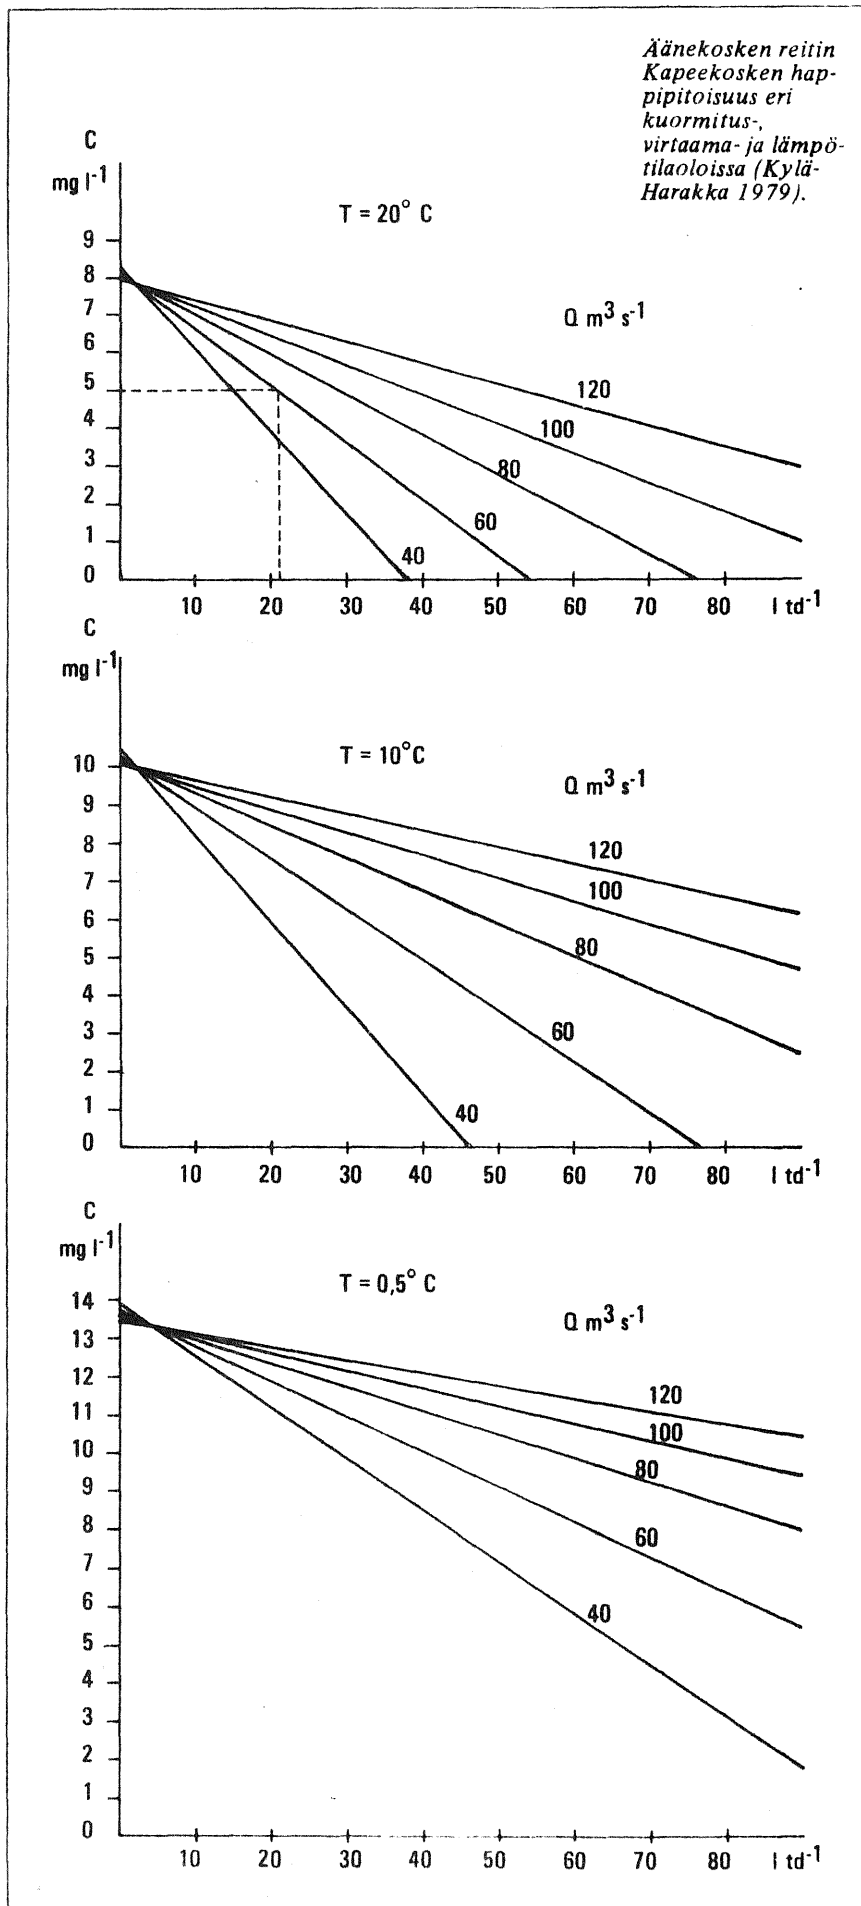 Äänekosken reitin
Kapeekosken hap-
pipitoisuus eri
kuormitus-,
virtaama- ja lämpö-
tilaoloissa (Kylä-
Harakka 1979).
C
mg l⁻¹
T = 20° C
Q m³ s⁻¹
9
8
7
6
5
4
3
2
1
0
120
100
80
60
40
10 20 30 40 50 60 70 80 l td⁻¹
C
mg l⁻¹
T = 10°C
Q m³ s⁻¹
10
9
8
7
6
5
4
3
2
1
0
120
100
80
60
40
10 20 30 40 50 60 70 80 l td⁻¹
C
mg l⁻¹
T = 0,5° C
Q m³ s⁻¹
14
13
12
11
10
9
8
7
6
5
4
3
2
1
0
120
100
80
60
40
10 20 30 40 50 60 70 80 l td⁻¹